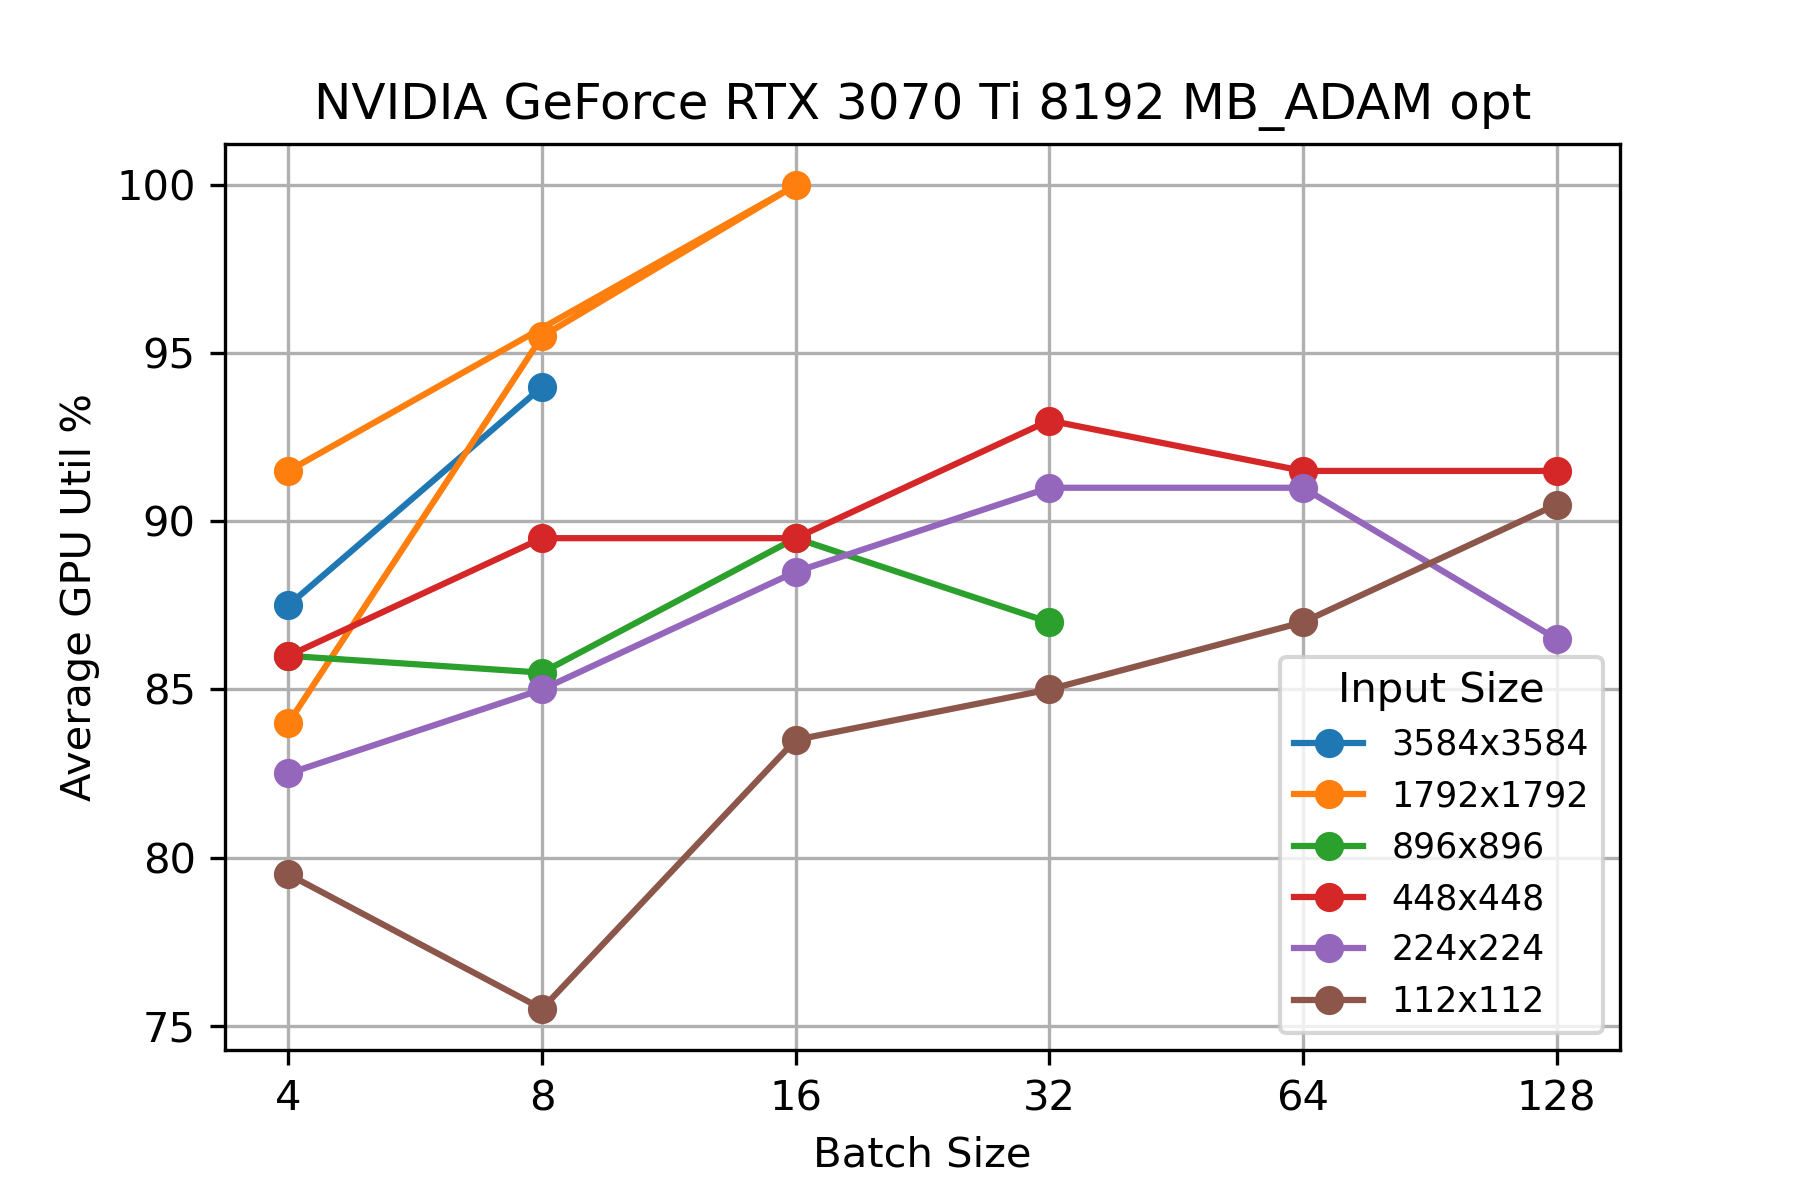 NVIDIA GeForce RTX 3070 Ti 8192 MB_ADAM opt
Average GPU Util %
100
95
90
85
80
75
Input Size
3584x3584
1792x1792
896x896
448x448
224x224
112x112
4 8 16 32 64 128
Batch Size